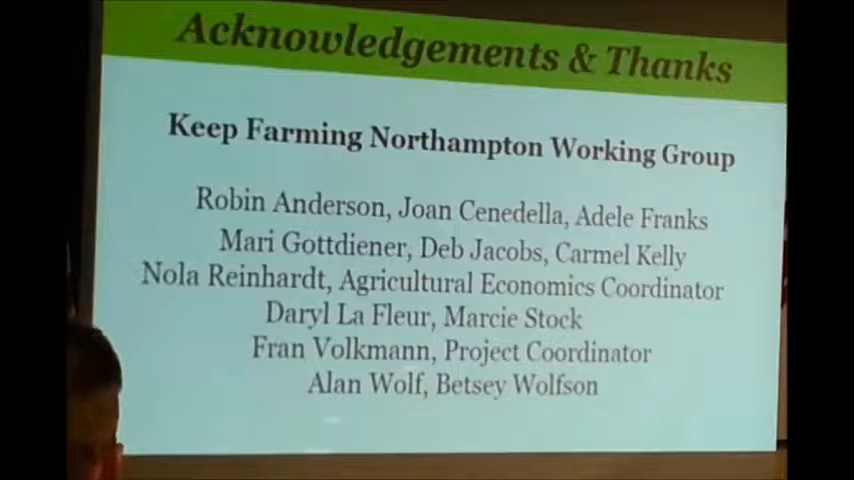 Acknowledgements & Thanks
Keep Farming Northampton Working Group
Robin Anderson, Joan Cenedella, Adele Franks
Mari Gottdiener, Deb Jacobs, Carmel Kelly
Nola Reinhardt, Agricultural Economics Coordinator
Daryl La Fleur, Marcie Stock
Fran Volkmann, Project Coordinator
Alan Wolf, Betsey Wolfson